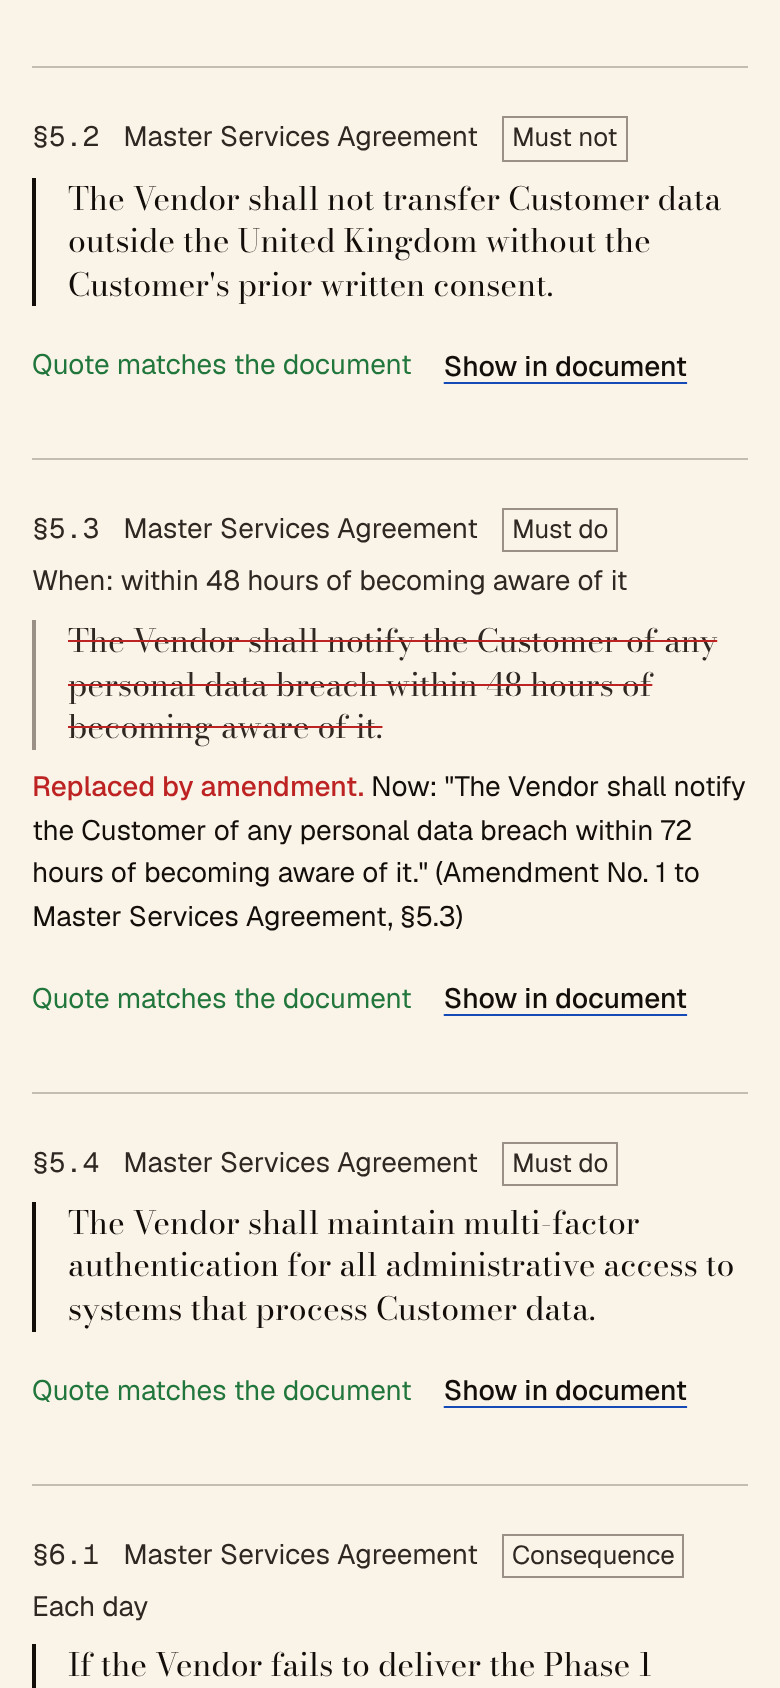 §5.2 Master Services Agreement Must not
The Vendor shall not transfer Customer data
outside the United Kingdom without the
Customer's prior written consent.
Quote matches the document Show in document
§5.3 Master Services Agreement Must do
When: within 48 hours of becoming aware of it
The Vendor shall notify the Customer of any
personal data breach within 48 hours of
becoming aware of it.
Replaced by amendment. Now: "The Vendor shall notify
the Customer of any personal data breach within 72
hours of becoming aware of it." (Amendment No. 1 to
Master Services Agreement, §5.3)
Quote matches the document Show in document
§5.4 Master Services Agreement Must do
The Vendor shall maintain multi-factor
authentication for all administrative access to
systems that process Customer data.
Quote matches the document Show in document
§6.1 Master Services Agreement Consequence
Each day
If the Vendor fails to deliver the Phase 1